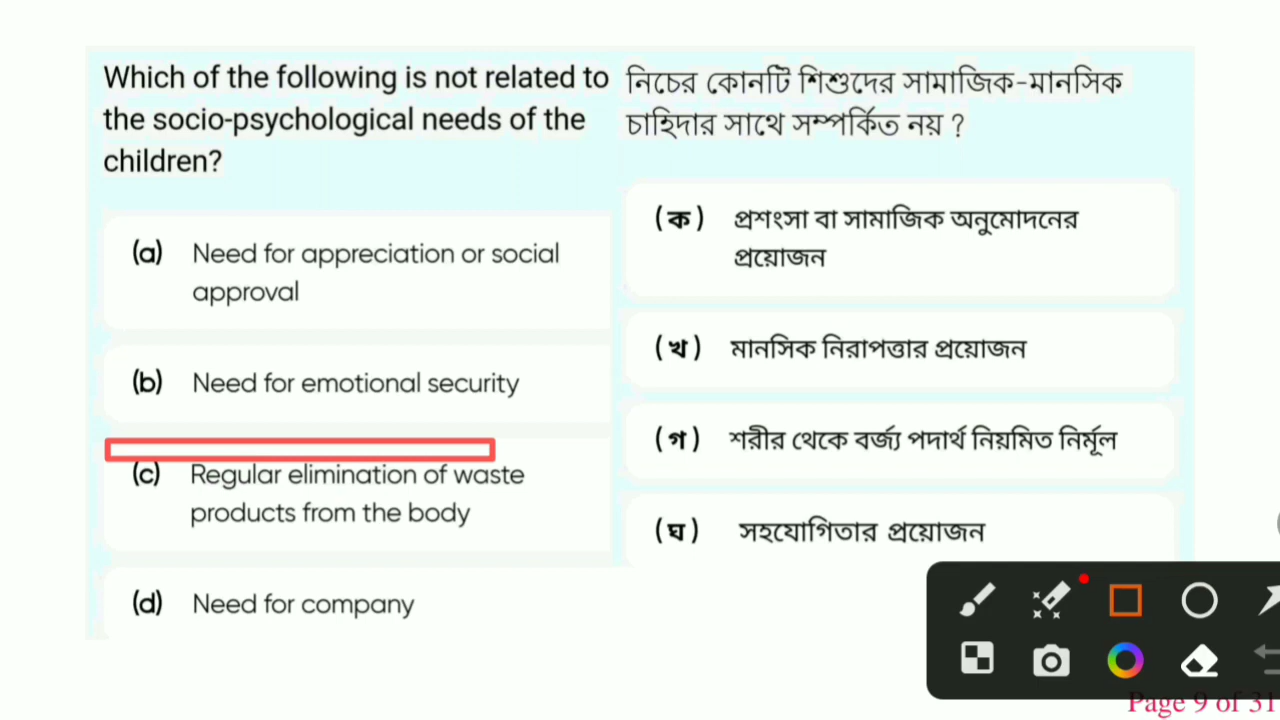 Which of the following is not related to
the socio-psychological needs of the
children?
(a) Need for appreciation or social
approval
(b) Need for emotional security
(c) Regular elimination of waste
products from the body
(d) Need for company
নিচের কোনটি শিশুদের সামাজিক-মানসিক
চাহিদার সাথে সম্পর্কিত নয় ?
(ক) প্রশংসা বা সামাজিক অনুমোদনের
প্রয়োজন
(খ) মানসিক নিরাপত্তার প্রয়োজন
(গ) শরীর থেকে বর্জ্য পদার্থ নিয়মিত নির্মূল
(ঘ) সহযোগিতার প্রয়োজন
Page 9 of 31